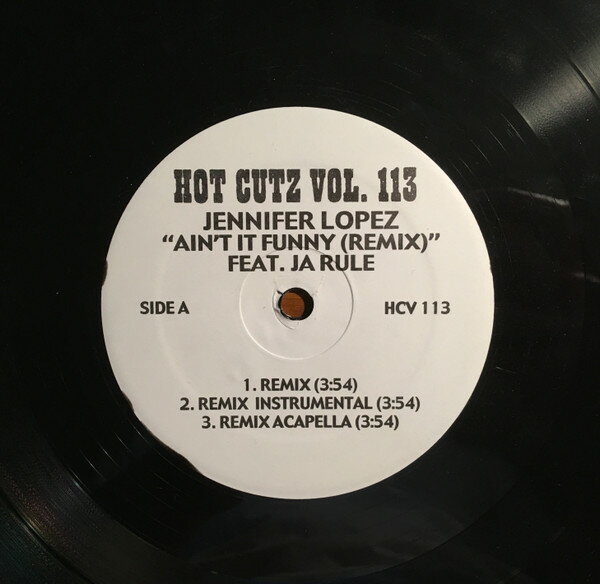 HOT CUTZ VOL. 113
JENNIFER LOPEZ
“AIN’T IT FUNNY (REMIX)”
FEAT. JA RULE
SIDE A HCV 113
1. REMIX (3:54)
2. REMIX INSTRUMENTAL (3:54)
3. REMIX ACAPELLA (3:54)